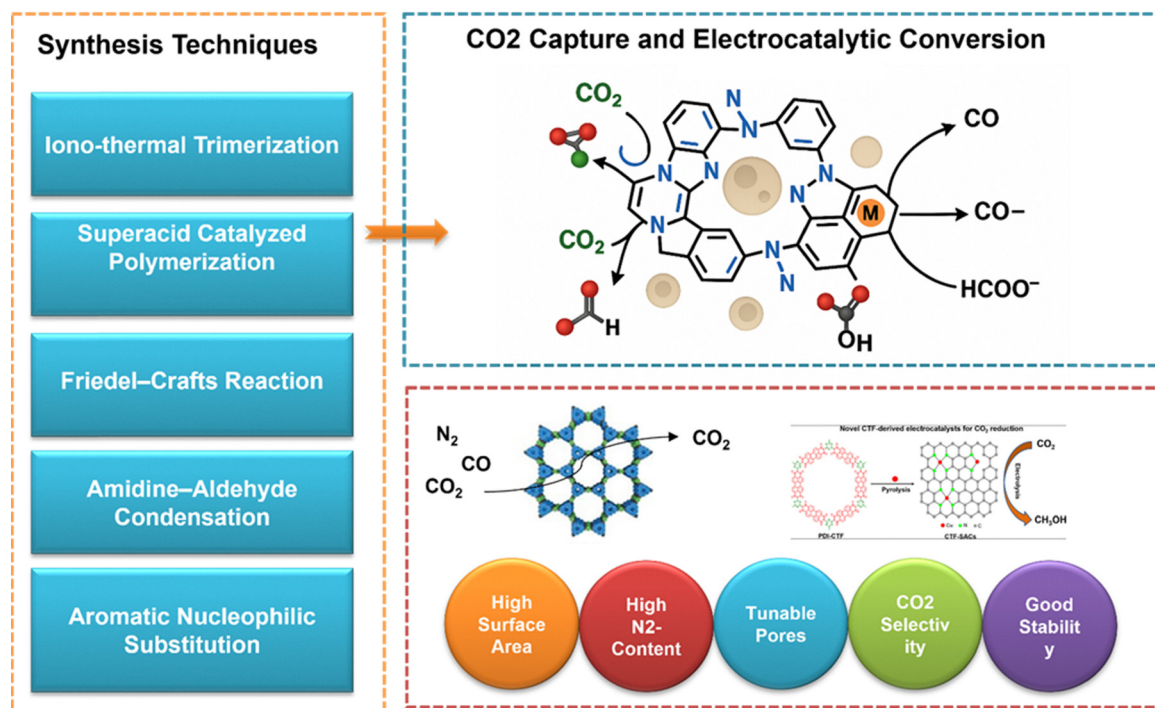 Synthesis Techniques
Iono-thermal Trimerization
Superacid Catalyzed
Polymerization
Friedel–Crafts Reaction
Amidine–Aldehyde
Condensation
Aromatic Nucleophilic
Substitution
CO2 Capture and Electrocatalytic Conversion
CO₂
N
N
N
N
N
N
N
M
CO
CO–
HCOO⁻
CO₂
N
N
H
OH
N₂
CO
CO₂
CO₂
Novel CTF-derived electrocatalysts for CO₂ reduction
CO₂
Pyrolysis
Electrolysis
CH₃OH
PDI-CTF
Cu N C
CTF-SACs
High
Surface
Area
High
N2-
Content
Tunable
Pores
CO2
Selectiv
ity
Good
Stabilit
y